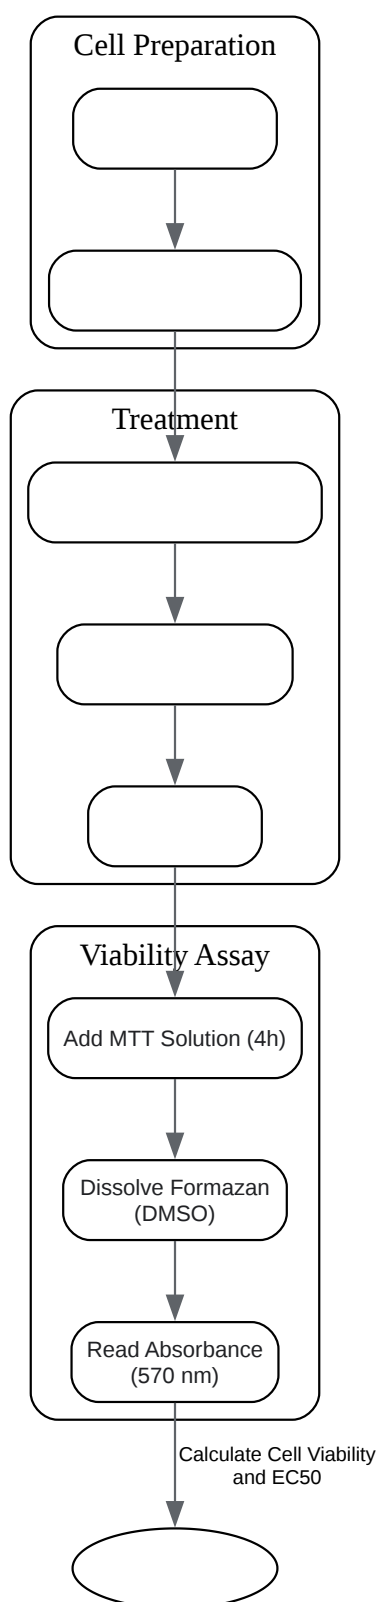 Cell Preparation
Treatment
Viability Assay
Add MTT Solution (4h)
Dissolve Formazan
(DMSO)
Read Absorbance
(570 nm)
Calculate Cell Viability
and EC50